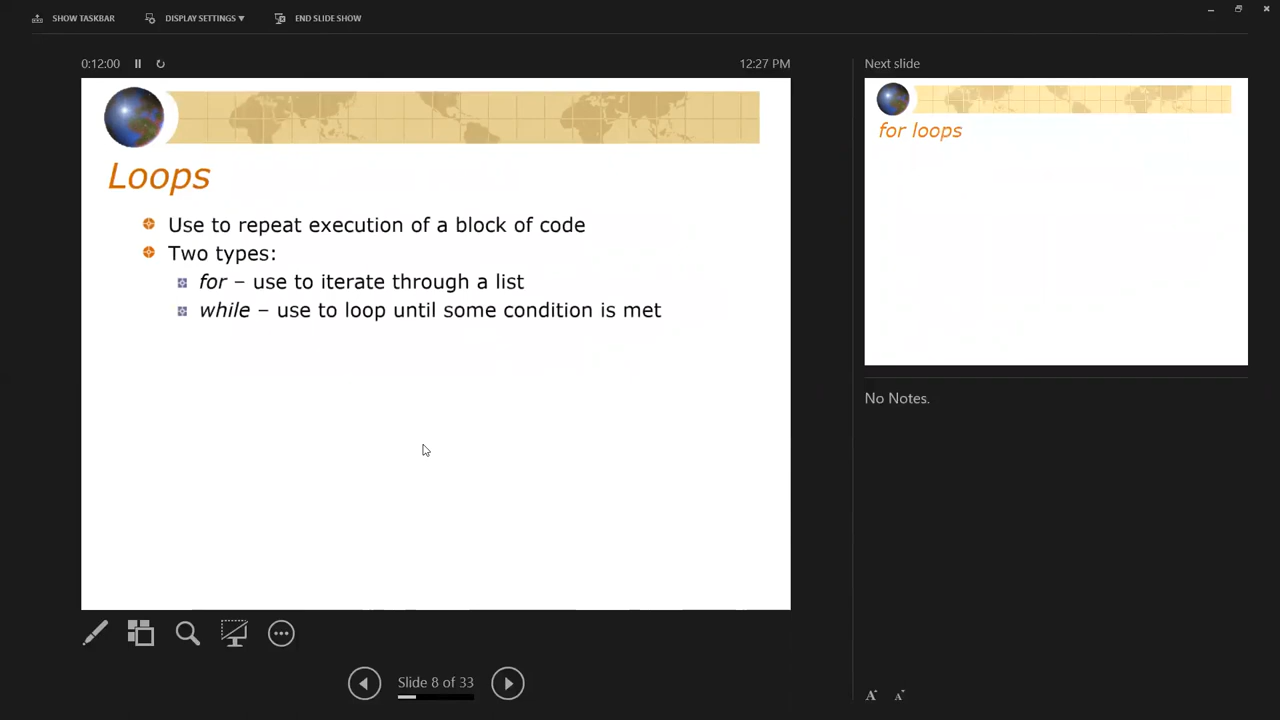 SHOW TASKBAR
DISPLAY SETTINGS ▼
END SLIDE SHOW
0:12:00
12:27 PM
Next slide
Loops
Use to repeat execution of a block of code
Two types:
for – use to iterate through a list
while – use to loop until some condition is met
for loops
No Notes.
Slide 8 of 33
A
A